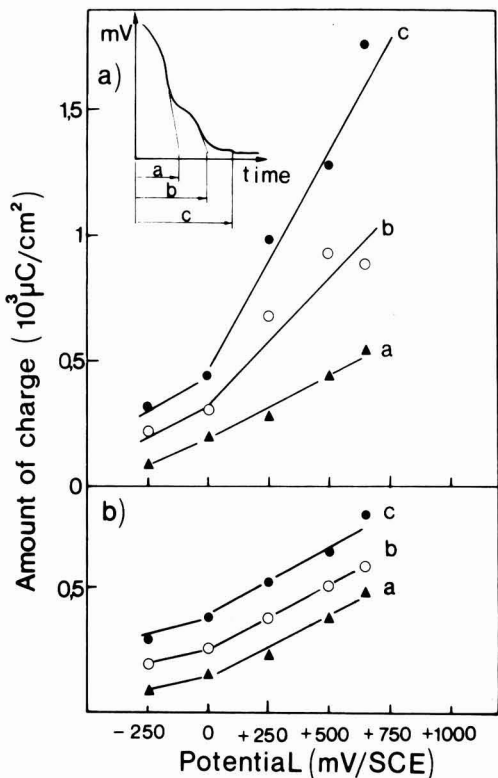 mV
a)
a
b
c
time
c
b
a
1,5
1
0,5
0
Amount of charge (10³µC/cm²)
b)
c
b
a
0,5
-250 0 +250 +500 +750 +1000
PotentiaL (mV/SCE)